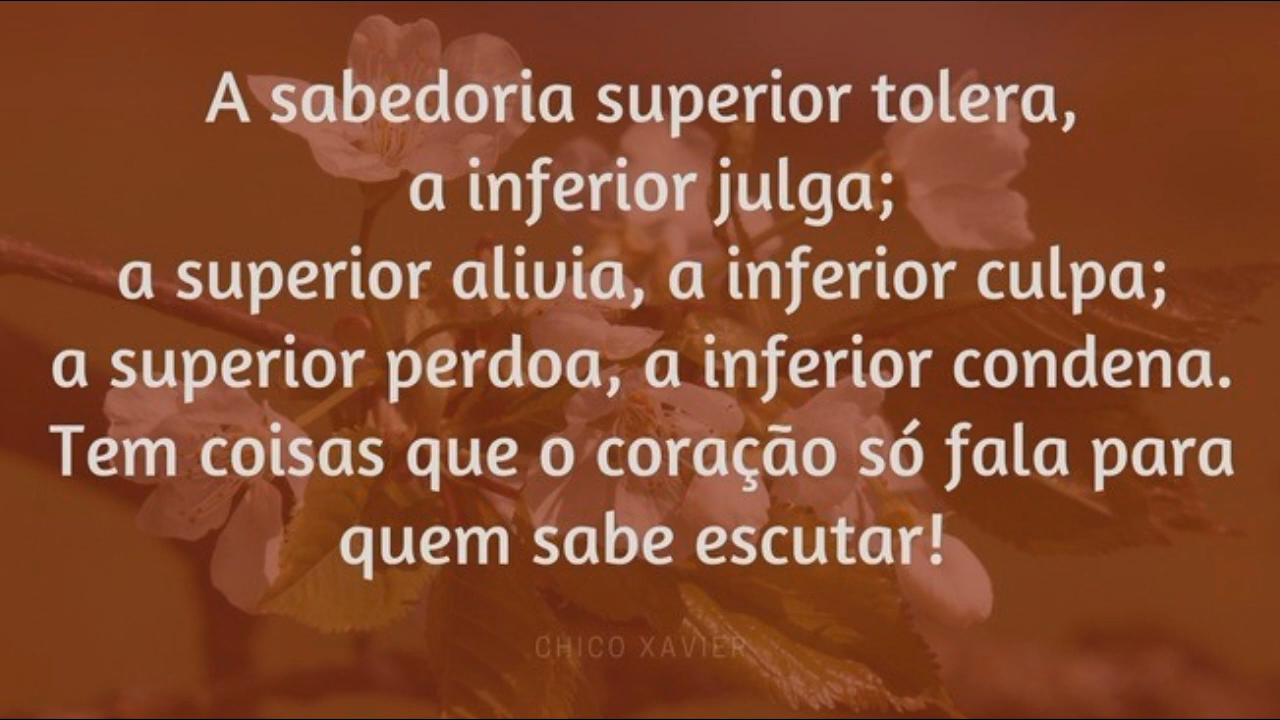 A sabedoria superior tolera,
a inferior julga;
a superior alivia, a inferior culpa;
a superior perdoa, a inferior condena.
Tem coisas que o coração só fala para
quem sabe escutar!
CHICO XAVIER